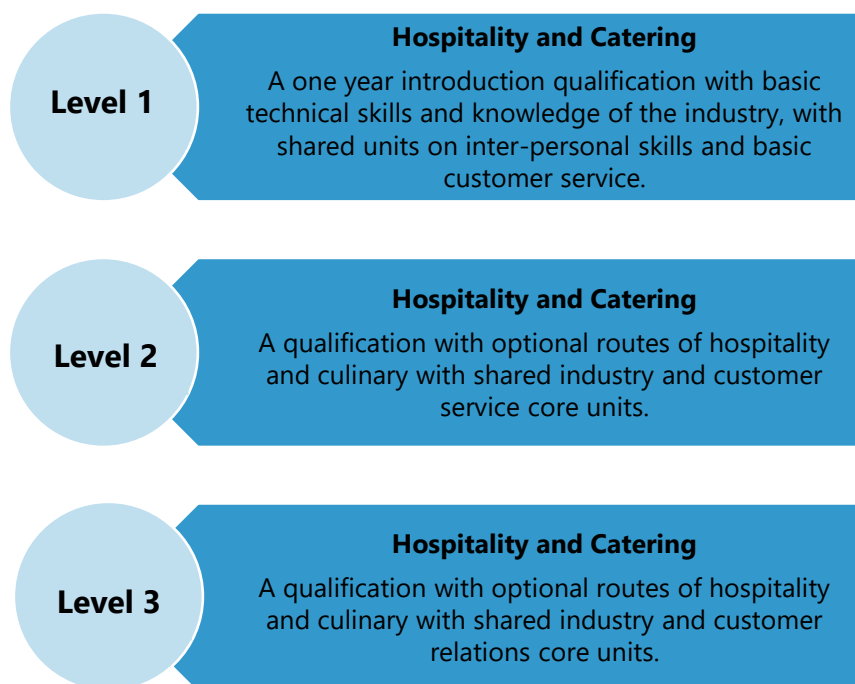 Level 1
Hospitality and Catering
A one year introduction qualification with basic
technical skills and knowledge of the industry, with
shared units on inter-personal skills and basic
customer service.
Level 2
Hospitality and Catering
A qualification with optional routes of hospitality
and culinary with shared industry and customer
service core units.
Level 3
Hospitality and Catering
A qualification with optional routes of hospitality
and culinary with shared industry and customer
relations core units.